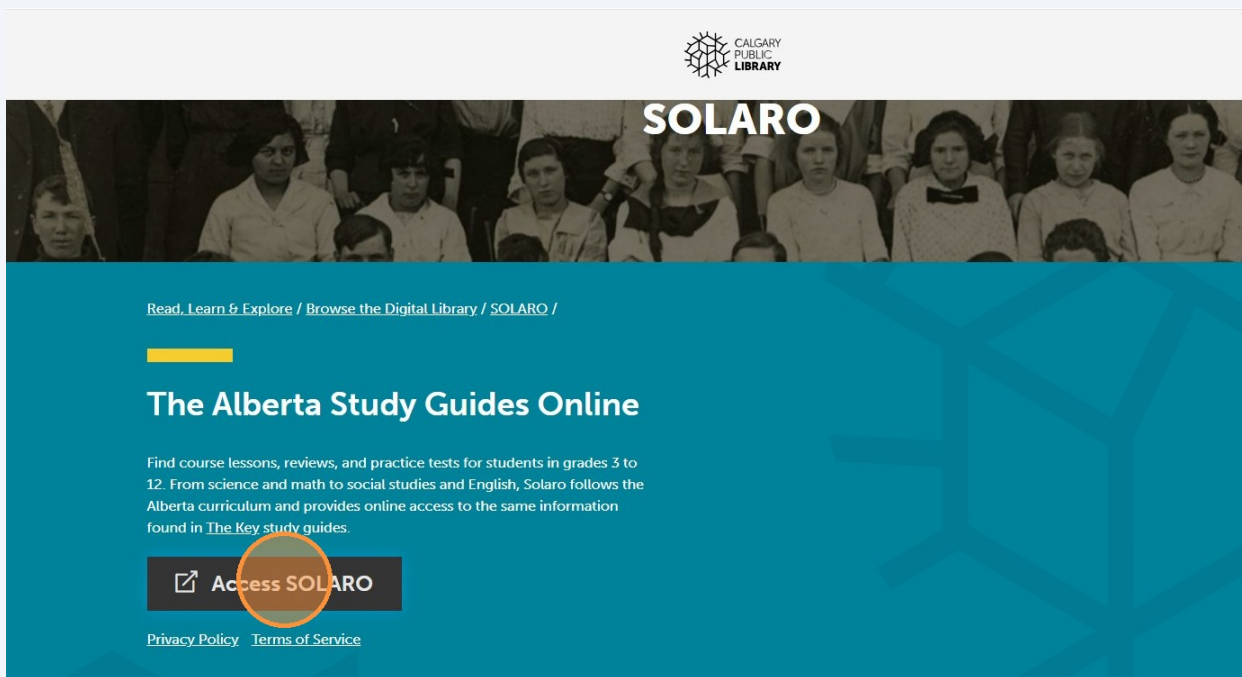 CALGARY
PUBLIC
LIBRARY
SOLARO
Read, Learn & Explore / Browse the Digital Library / SOLARO /
The Alberta Study Guides Online
Find course lessons, reviews, and practice tests for students in grades 3 to
12. From science and math to social studies and English, Solaro follows the
Alberta curriculum and provides online access to the same information
found in The Key study guides.
Access SOLARO
Privacy Policy Terms of Service